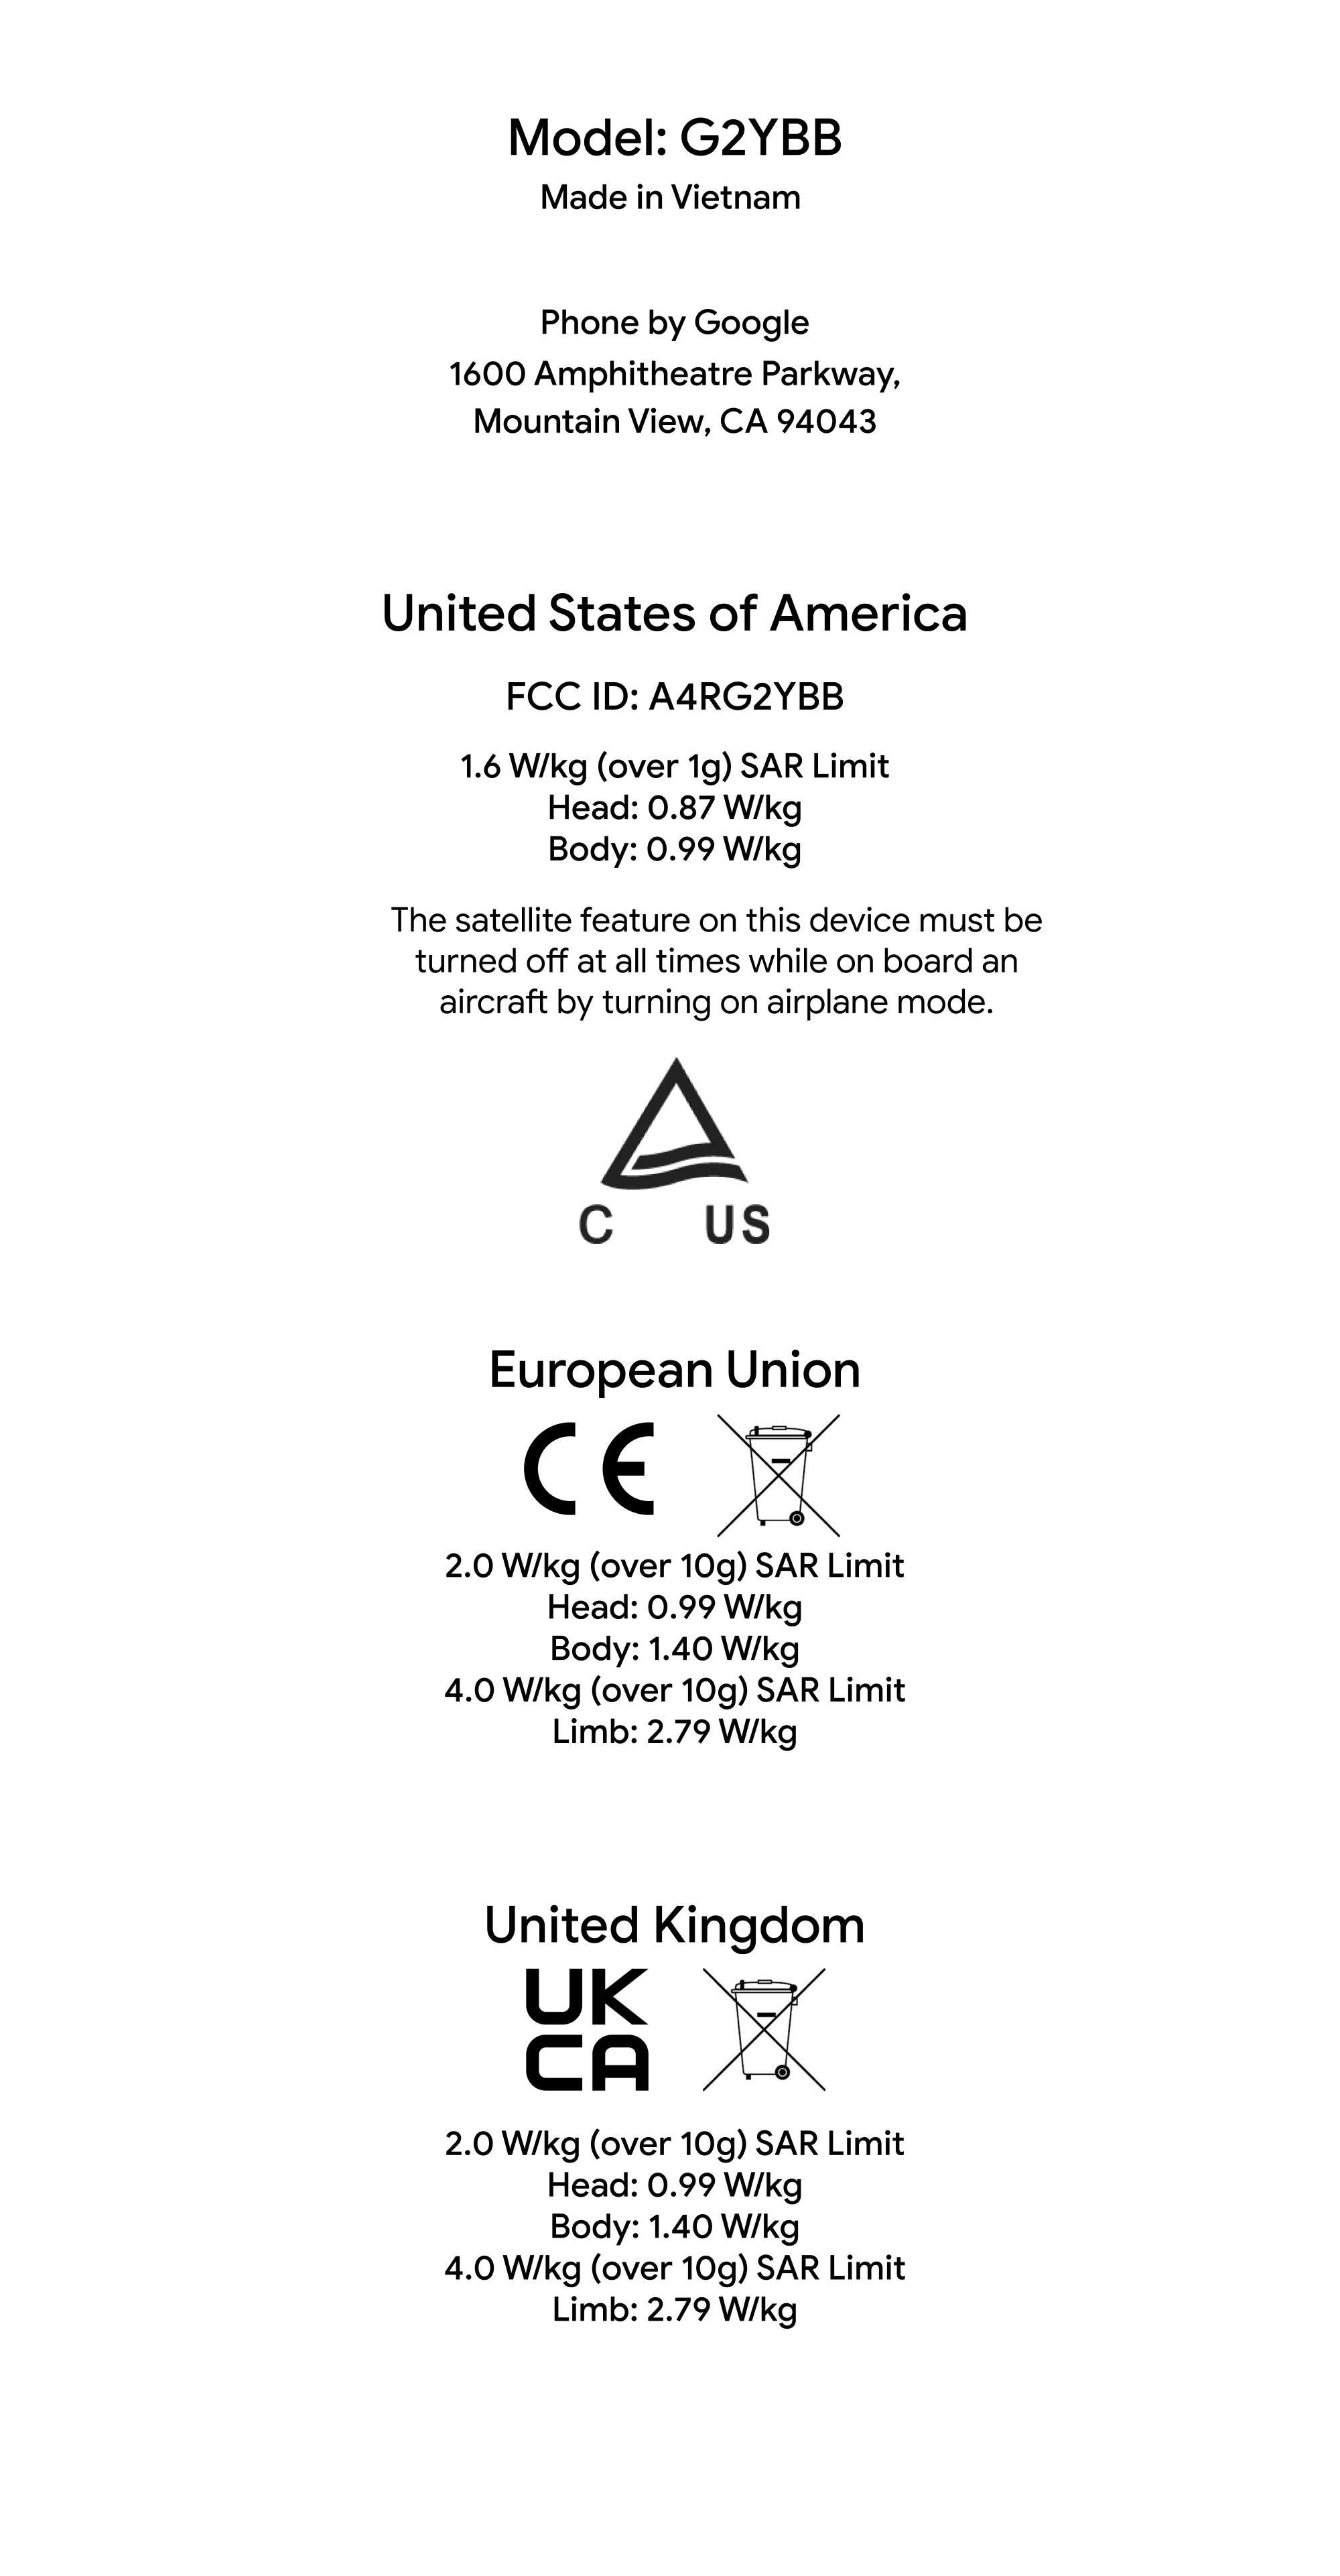 Model: G2YBB
Made in Vietnam
Phone by Google
1600 Amphitheatre Parkway,
Mountain View, CA 94043
United States of America
FCC ID: A4RG2YBB
1.6 W/kg (over 1g) SAR Limit
Head: 0.87 W/kg
Body: 0.99 W/kg
The satellite feature on this device must be
turned off at all times while on board an
aircraft by turning on airplane mode.
C US
European Union
CE
2.0 W/kg (over 10g) SAR Limit
Head: 0.99 W/kg
Body: 1.40 W/kg
4.0 W/kg (over 10g) SAR Limit
Limb: 2.79 W/kg
United Kingdom
UK
CA
2.0 W/kg (over 10g) SAR Limit
Head: 0.99 W/kg
Body: 1.40 W/kg
4.0 W/kg (over 10g) SAR Limit
Limb: 2.79 W/kg